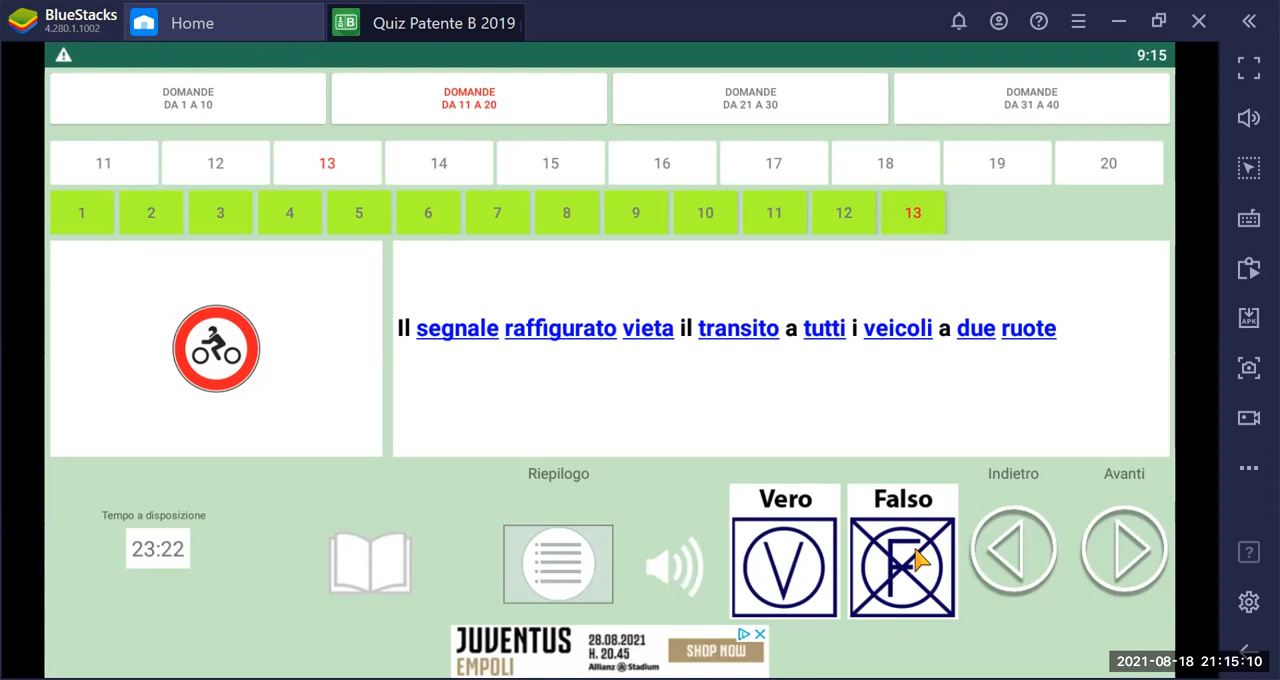 BlueStacks
4.280.1.1002
Home
Quiz Patente B 2019
9:15
DOMANDE
DA 1 A 10
DOMANDE
DA 11 A 20
DOMANDE
DA 21 A 30
DOMANDE
DA 31 A 40
11 12 13 14 15 16 17 18 19 20
1 2 3 4 5 6 7 8 9 10 11 12 13
Il segnale raffigurato vieta il transito a tutti i veicoli a due ruote
Riepilogo
Indietro
Avanti
Tempo a disposizione
23:22
Vero
V
Falso
F
JUVENTUS
EMPOLI
28.08.2021
H. 20.45
Allianz Stadium
SHOP NOW
APK
2021-08-18 21:15:10